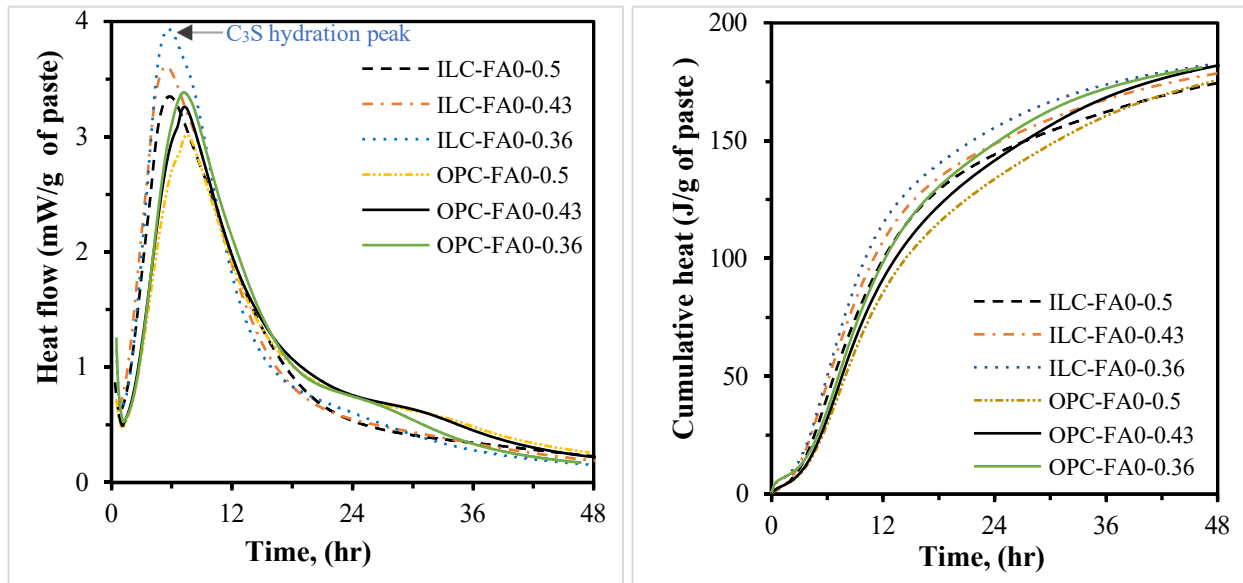 4
3
2
1
0
0
12
24
36
48
Heat flow (mW/g of paste)
Time, (hr)
C₃S hydration peak
ILC-FA0-0.5
ILC-FA0-0.43
ILC-FA0-0.36
OPC-FA0-0.5
OPC-FA0-0.43
OPC-FA0-0.36
200
150
100
50
0
0
12
24
36
48
Cumulative heat (J/g of paste )
Time, (hr)
ILC-FA0-0.5
ILC-FA0-0.43
ILC-FA0-0.36
OPC-FA0-0.5
OPC-FA0-0.43
OPC-FA0-0.36